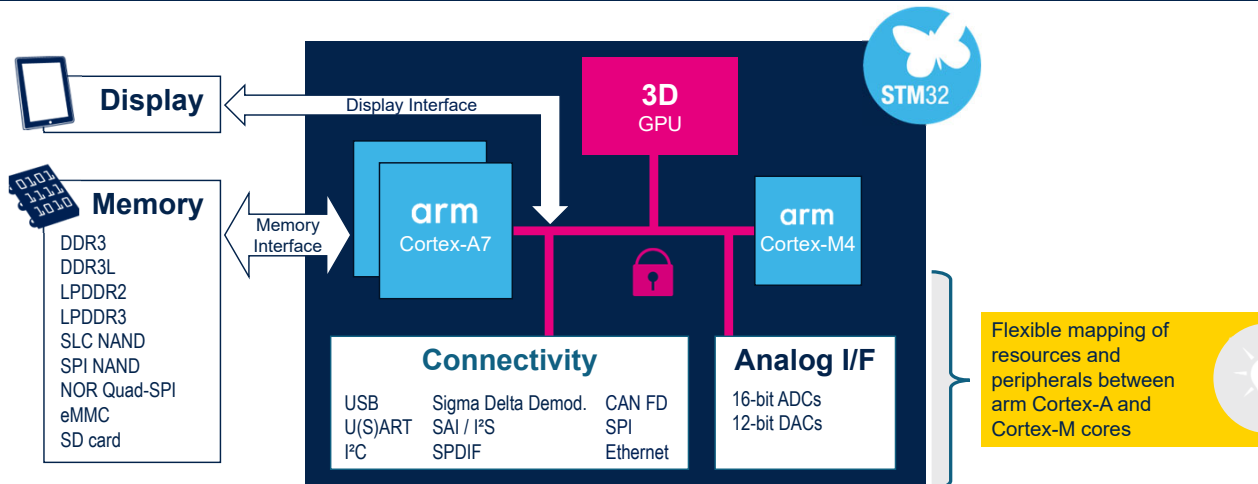 STM32
3D
GPU
Display
Display Interface
0101
1011
1010
Memory
Memory
Interface
arm
Cortex-A7
arm
Cortex-M4
DDR3
DDR3L
LPDDR2
LPDDR3
SLC NAND
SPI NAND
NOR Quad-SPI
eMMC
SD card
Connectivity
USB Sigma Delta Demod. CAN FD
U(S)ART SAI / I²S SPI
I²C SPDIF Ethernet
Analog I/F
16-bit ADCs
12-bit DACs
Flexible mapping of
resources and
peripherals between
arm Cortex-A and
Cortex-M cores